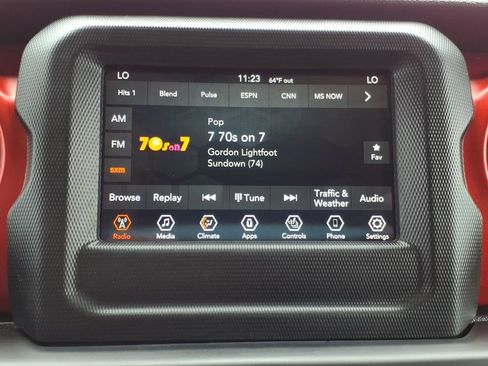 LO 11:23 64°F out LO
Hits 1 Blend Pulse ESPN CNN MS NOW
AM
FM
sxm
70s on 7
Pop
7 70s on 7
Gordon Lightfoot
Sundown (74)
Fav
Browse Replay Tune Traffic & Weather Audio
Radio Media Climate Apps Controls Phone Settings